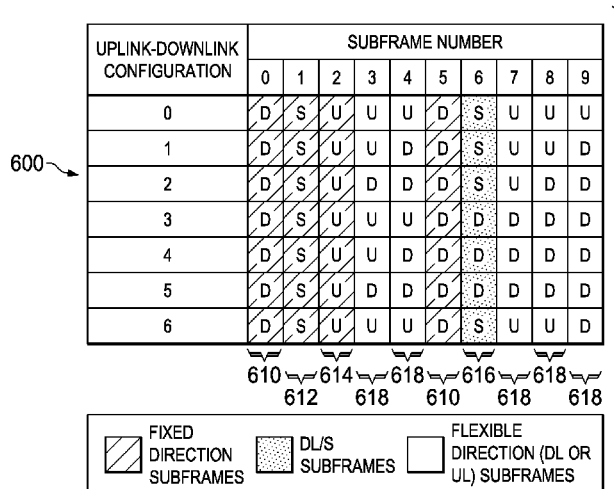 UPLINK-DOWNLINK CONFIGURATION SUBFRAME NUMBER
0 1 2 3 4 5 6 7 8 9
0 D S U U U D S U U U
1 D S U U D D S U U D
600 2 D S U D D D S U D D
3 D S U U U D D D D D
4 D S U U D D D D D D
5 D S U D D D D D D D
6 D S U U U D S U U D
610 614 618 616 618
612 618 610 618 618
FIXED DIRECTION SUBFRAMES
DL/S SUBFRAMES
FLEXIBLE DIRECTION (DL OR UL) SUBFRAMES